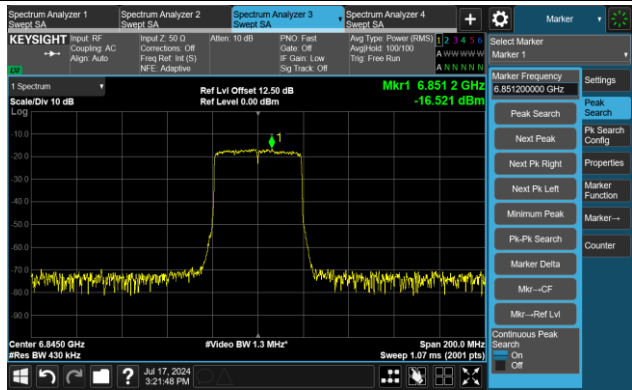 Spectrum Analyzer 1
Swept SA
Spectrum Analyzer 2
Swept SA
Spectrum Analyzer 3
Swept SA
Spectrum Analyzer 4
Swept SA
+
Marker
KEYSIGHT
Input: RF
Coupling: AC
Align: Auto
Input Z: 50 Ω
Corrections: Off
Freq Ref: Int (S)
NFE: Adaptive
Atten: 10 dB
PNO: Fast
Gate: Off
IF Gain: Low
Sig Track: Off
Avg Type: Power (RMS)
Avg|Hold: 100/100
Trig: Free Run
1 2 3 4 5 6
A W W W W W
A N N N N N
Select Marker
Marker 1
1 Spectrum
Scale/Div 10 dB
Log
Ref Lvl Offset 12.50 dB
Ref Level 0.00 dBm
Mkr1 6.851 2 GHz
-16.521 dBm
1
-10.0
-20.0
-30.0
-40.0
-50.0
-60.0
-70.0
-80.0
-90.0
Center 6.8450 GHz
#Res BW 430 kHz
#Video BW 1.3 MHz*
Span 200.0 MHz
Sweep 1.07 ms (2001 pts)
Marker Frequency
6.851200000 GHz
Peak Search
Next Peak
Next Pk Right
Next Pk Left
Minimum Peak
Pk-Pk Search
Marker Delta
Mkr→CF
Mkr→Ref Lvl
Continuous Peak
Search
On
Off
Settings
Peak
Search
Pk Search
Config
Properties
Marker
Function
Marker→
Counter
?
Jul 17, 2024
3:21:48 PM